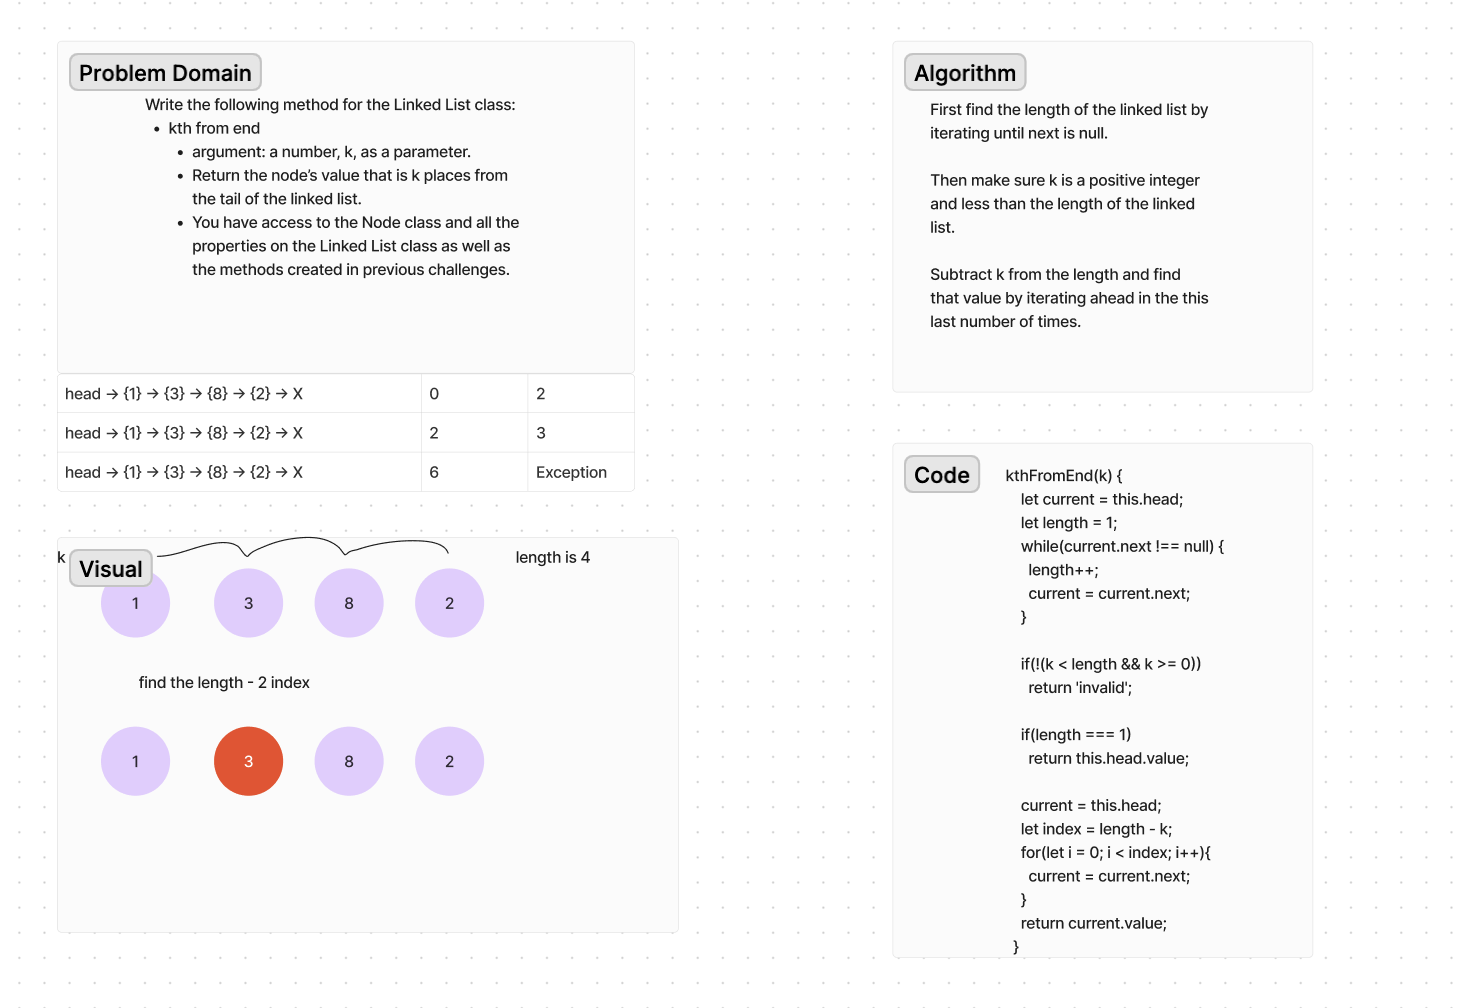 Problem Domain
Write the following method for the Linked List class:
• kth from end
• argument: a number, k, as a parameter.
• Return the node's value that is k places from
the tail of the linked list.
• You have access to the Node class and all the
properties on the Linked List class as well as
the methods created in previous challenges.
head → {1} → {3} → {8} → {2} → X 0 2
head → {1} → {3} → {8} → {2} → X 2 3
head → {1} → {3} → {8} → {2} → X 6 Exception
k
Visual
length is 4
1 3 8 2
find the length - 2 index
1 3 8 2
Algorithm
First find the length of the linked list by
iterating until next is null.
Then make sure k is a positive integer
and less than the length of the linked
list.
Subtract k from the length and find
that value by iterating ahead in the this
last number of times.
Code
kthFromEnd(k) {
let current = this.head;
let length = 1;
while(current.next !== null) {
length++;
current = current.next;
}
if(!(k < length && k >= 0))
return 'invalid';
if(length === 1)
return this.head.value;
current = this.head;
let index = length - k;
for(let i = 0; i < index; i++){
current = current.next;
}
return current.value;
}